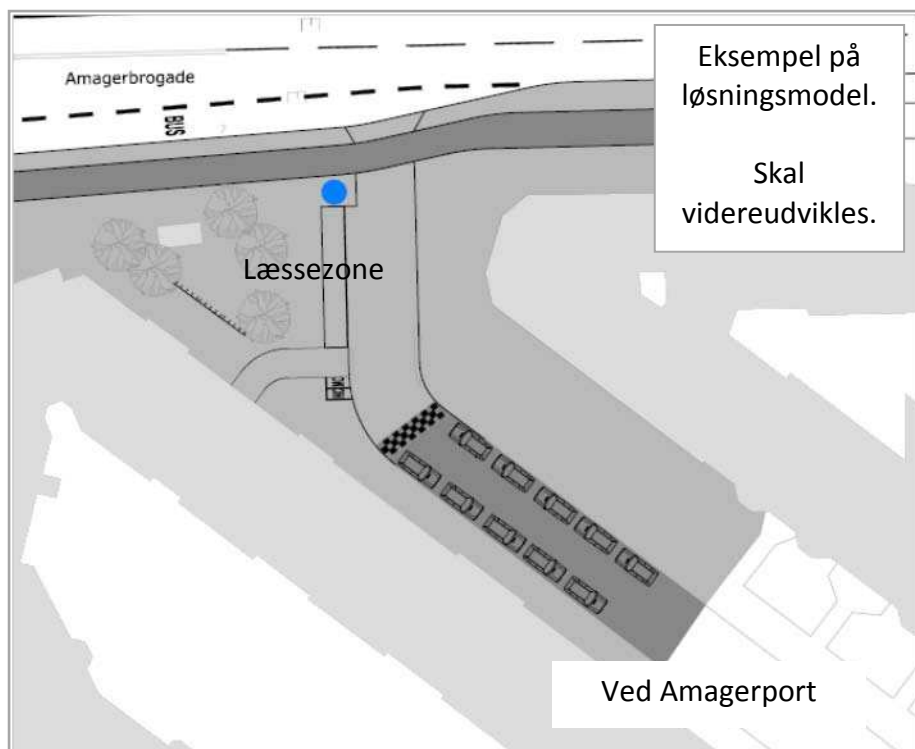 Amagerbrogade
BUS
Eksempel på
løsningsmodel.
Skal
videreudvikles.
Læssezone
Ved Amagerport